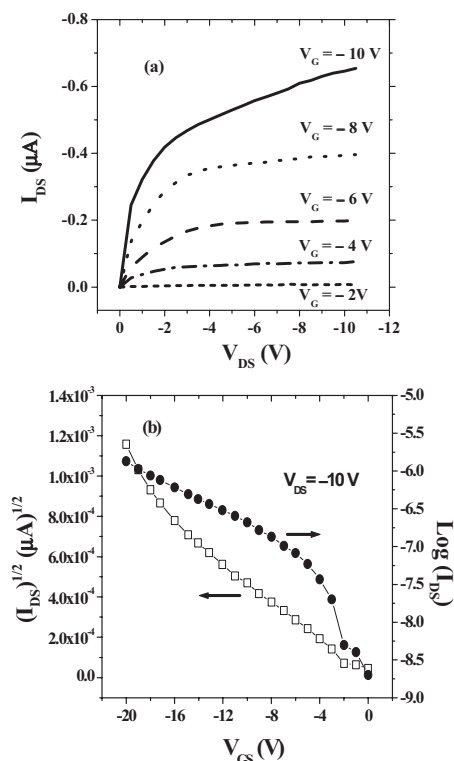 (a)
-0.8
-0.6
-0.4
-0.2
0.0
I_DS (μA)
V_G = – 10 V
V_G = – 8 V
V_G = – 6 V
V_G = – 4 V
V_G = – 2V
0 -2 -4 -6 -8 -10 -12
V_DS (V)
(b)
1.4x10^-3
1.2x10^-3
1.0x10^-3
8.0x10^-4
6.0x10^-4
4.0x10^-4
2.0x10^-4
0.0
(I_DS)^1/2 (μA)^1/2
V_DS = –10 V
-5.0
-5.5
-6.0
-6.5
-7.0
-7.5
-8.0
-8.5
-9.0
Log (I_DS)
-20 -16 -12 -8 -4 0
V_GS (V)